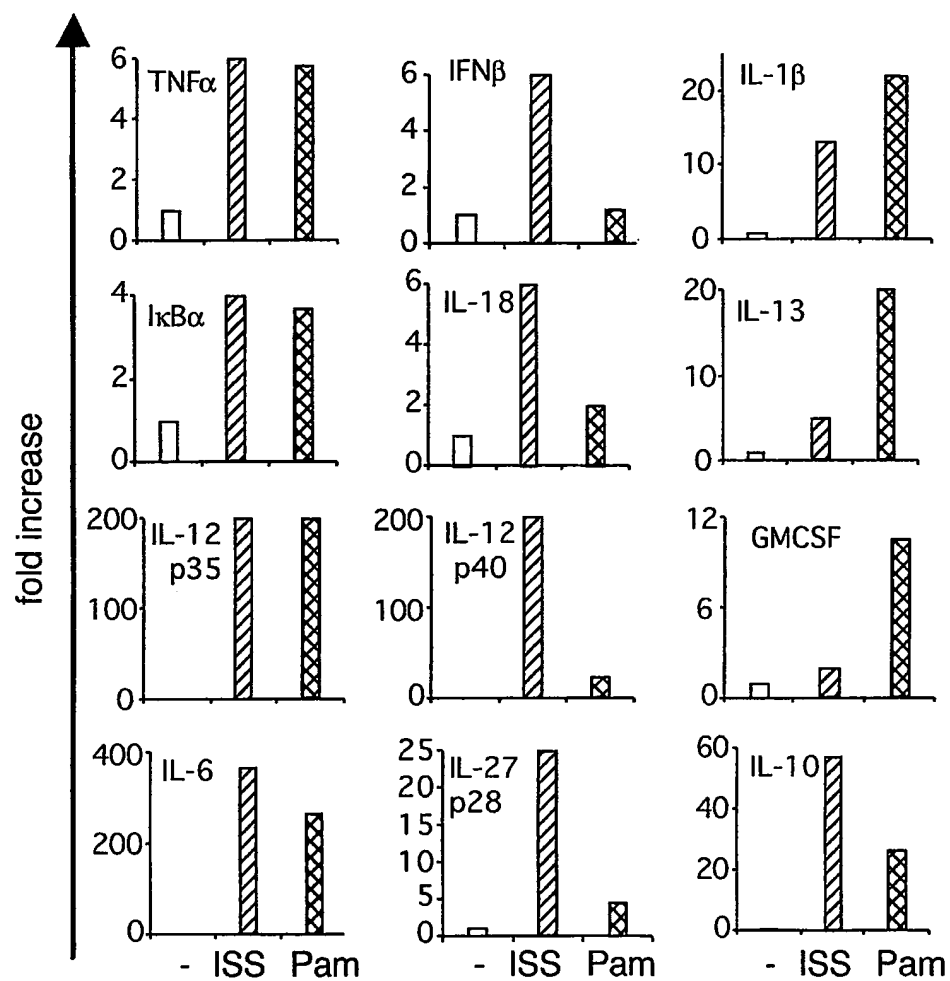 fold increase
TNFα
6
4
2
0
IFNβ
6
4
2
0
IL-1β
20
10
0
IκBα
4
2
0
IL-18
6
4
2
0
IL-13
20
10
0
IL-12
p35
200
100
0
IL-12
p40
200
100
0
GMCSF
12
6
0
IL-6
400
200
0
- ISS Pam
IL-27
p28
25
20
15
10
5
0
- ISS Pam
IL-10
60
40
20
0
- ISS Pam